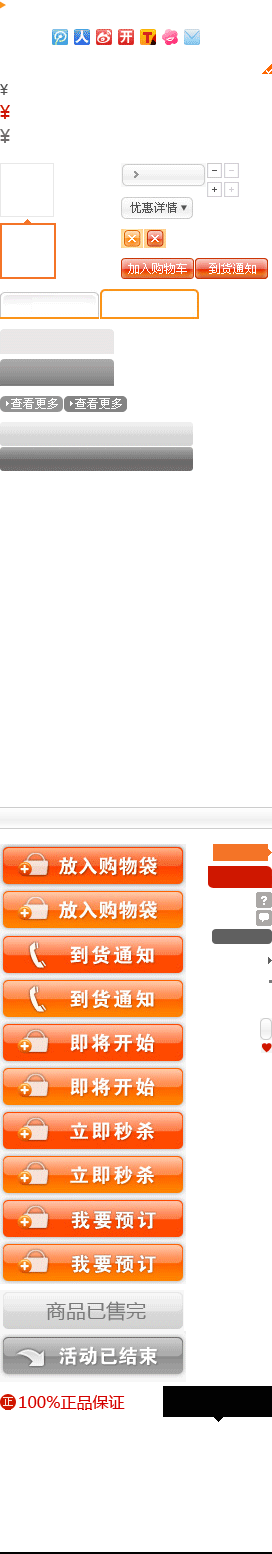 开 T
¥
¥
¥
优惠详情
加入购物车 到货通知
查看更多 查看更多
放入购物袋
放入购物袋
到货通知
?
到货通知
即将开始
即将开始
立即秒杀
立即秒杀
我要预订
我要预订
商品已售完
活动已结束
正 100%正品保证